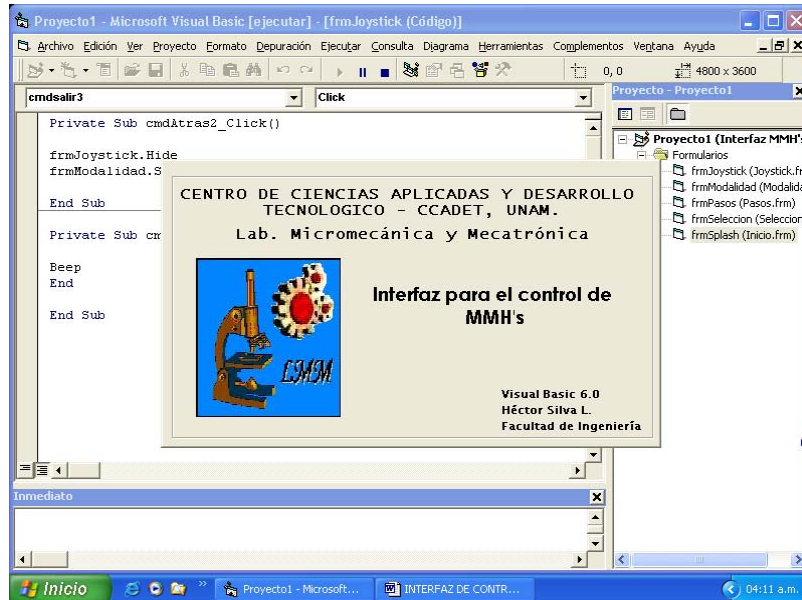 Proyecto1 - Microsoft Visual Basic [ejecutar] - [frmJoystick (Código)]
Archivo Edición Ver Proyecto Formato Depuración Ejecutar Consulta Diagrama Herramientas Complementos Ventana Ayuda
0, 0 4800 x 3600
cmdsalir3 Click
Proyecto - Proyecto1
Private Sub cmdAtras2_Click()
frmJoystick.Hide
frmModalidad.S
End Sub
Private Sub cm
Beep
End
End Sub
Proyecto1 (Interfaz MMH's
Formularios
frmJoystick (Joystick.fr
frmModalidad (Modalida
frmPasos (Pasos.frm)
frmSeleccion (Seleccion
frmSplash (Inicio.frm)
CENTRO DE CIENCIAS APLICADAS Y DESARROLLO
TECNOLOGICO - CCADET, UNAM.
Lab. Micromecánica y Mecatrónica
LMM
Interfaz para el control de
MMH's
Visual Basic 6.0
Héctor Silva L.
Facultad de Ingeniería
Inmediato
Inicio
Proyecto1 - Microsoft...
INTERFAZ DE CONTR...
04:11 a.m.